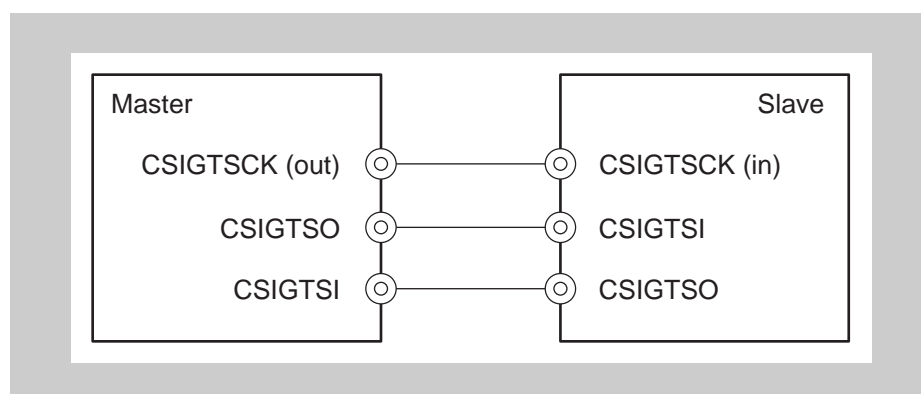 Master
Slave
CSIGTSCK (out)
CSIGTSCK (in)
CSIGTSO
CSIGTSI
CSIGTSI
CSIGTSO